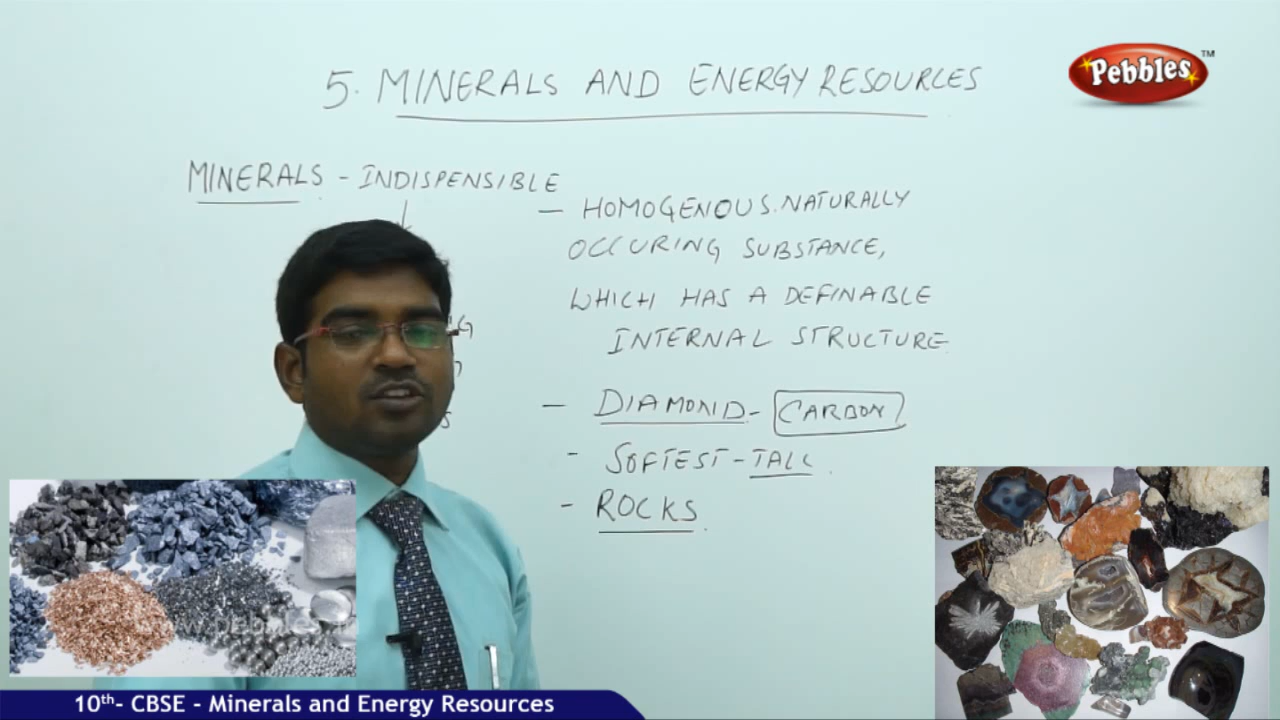 5. MINERALS AND ENERGY RESOURCES
Pebbles™
MINERALS - INDISPENSIBLE
- HOMOGENOUS. NATURALLY
OCCURING SUBSTANCE,
WHICH HAS A DEFINABLE
INTERNAL STRUCTURE.
- DIAMOND - CARBON
- SOFTEST - TALC.
- ROCKS.
10th- CBSE - Minerals and Energy Resources